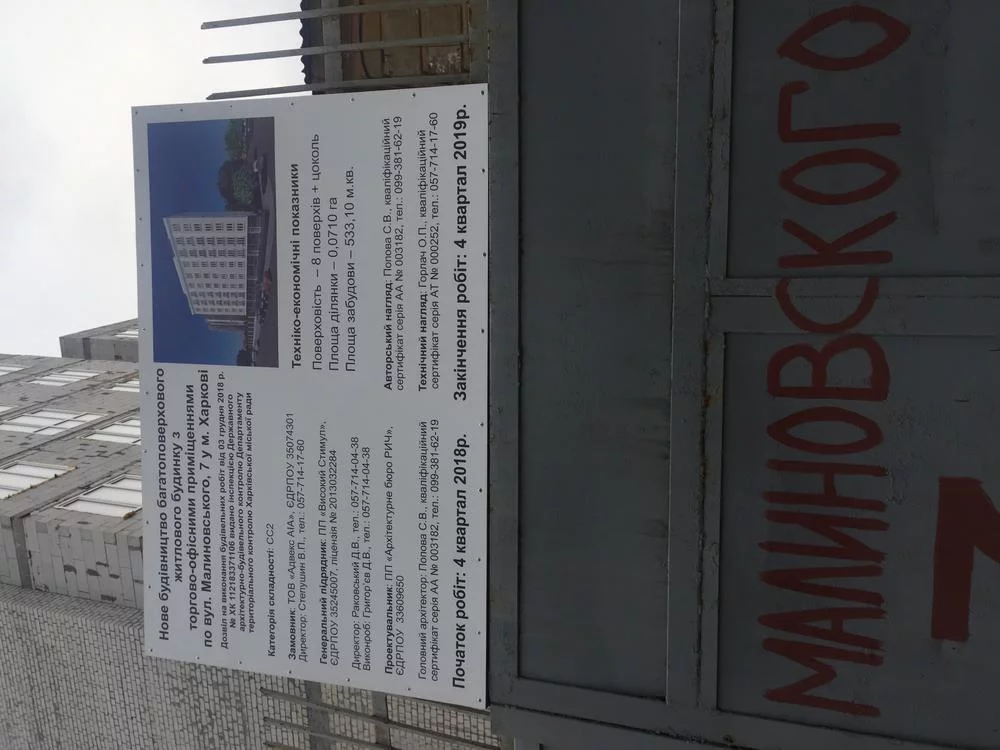 Нове будівництво багатоповерхового
житлового будинку з
торгово-офісними приміщеннями
по вул. Малиновського, 7 у м. Харкові
Дозвіл на виконання будівельних робіт від 03 грудня 2018 р.
№ ХК 112183371106 видано інспекцією Державного
архітектурно-будівельного контролю Департаменту
територіального контролю Харківської міської ради
Категорія складності: СС2
Замовник: ТОВ «Адвекс АІА», ЄДРПОУ 35074301
Директор: Степушин В.П., тел.: 057-714-17-60
Генеральний підрядник: ПП «Високий Стимул»,
ЄДРПОУ 35245007, ліцензія № 2013032284
Директор: Раковський Д.В., тел.: 057-714-04-38
Виконроб: Григор'єв Д.В., тел.: 057-714-04-38
Проектувальник: ПП «Архітектурне бюро РИЧ»,
ЄДРПОУ 33609650
Головний архітектор: Попова С.В., кваліфікаційний
сертифікат серія АА № 003182, тел.: 099-381-62-19
Початок робіт: 4 квартал 2018р.
Техніко-економічні показники
Поверховість – 8 поверхів + цоколь
Площа ділянки – 0,0710 га
Площа забудови – 533,10 м.кв.
Авторський нагляд: Попова С.В., кваліфікаційний
сертифікат серія АА № 003182, тел.: 099-381-62-19
Технічний нагляд: Горлач О.П., кваліфікаційний
сертифікат серія АТ № 000252, тел.: 057-714-17-60
Закінчення робіт: 4 квартал 2019р.
МАЛИНОВСКОГО
7